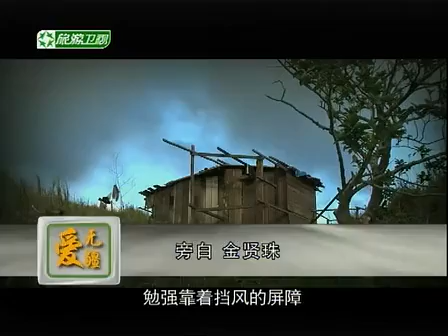 旅游卫视
爱无疆
旁白 金贤珠
勉强靠着挡风的屏障